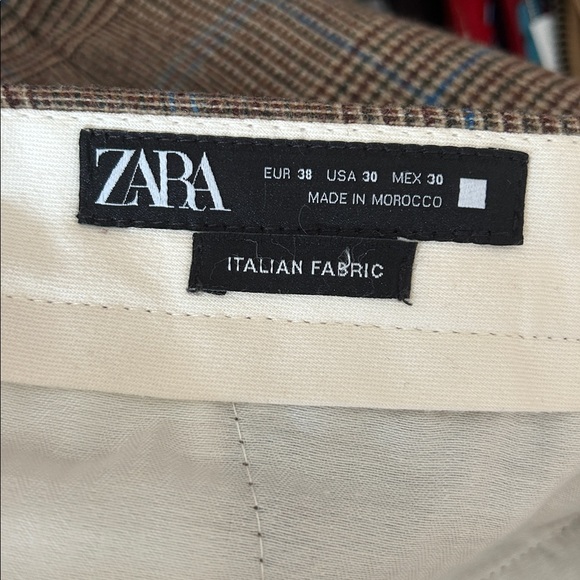 ZARA
EUR 38 USA 30 MEX 30
MADE IN MOROCCO
ITALIAN FABRIC